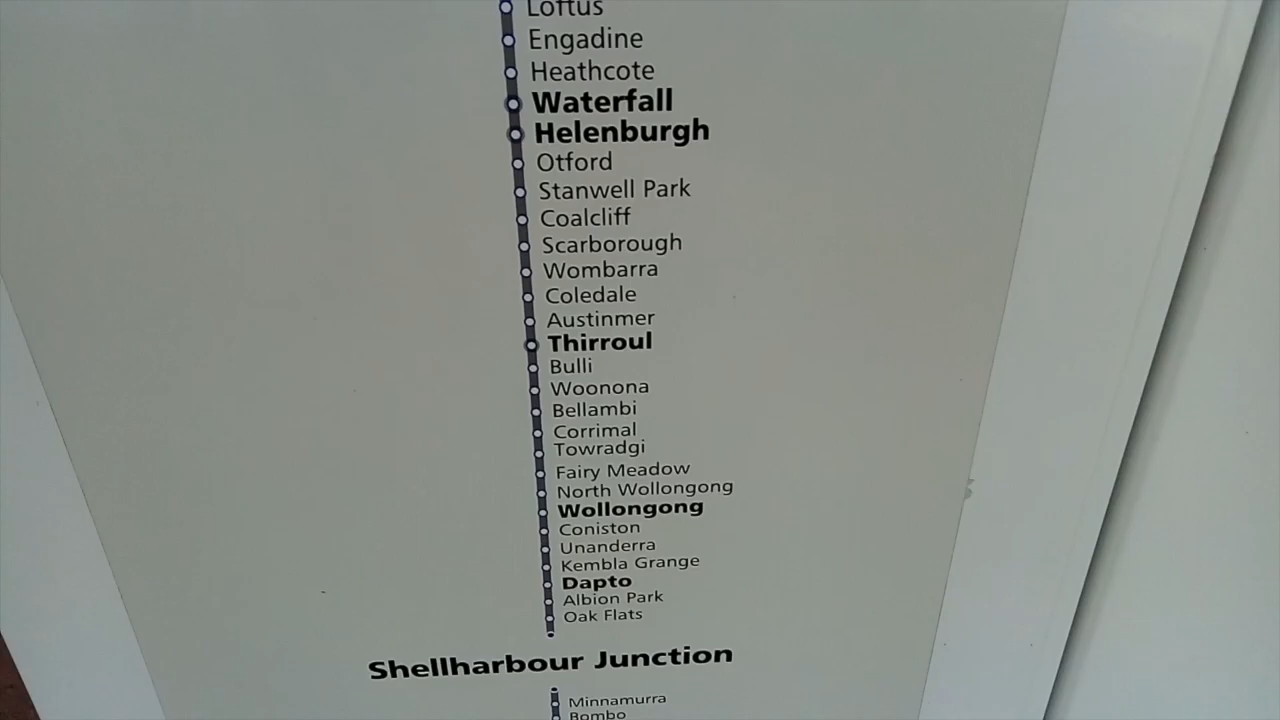 Loftus
Engadine
Heathcote
Waterfall
Helenburgh
Otford
Stanwell Park
Coalcliff
Scarborough
Wombarra
Coledale
Austinmer
Thirroul
Bulli
Woonona
Bellambi
Corrimal
Towradgi
Fairy Meadow
North Wollongong
Wollongong
Coniston
Unanderra
Kembla Grange
Dapto
Albion Park
Oak Flats
Shellharbour Junction
Minnamurra
Bombo